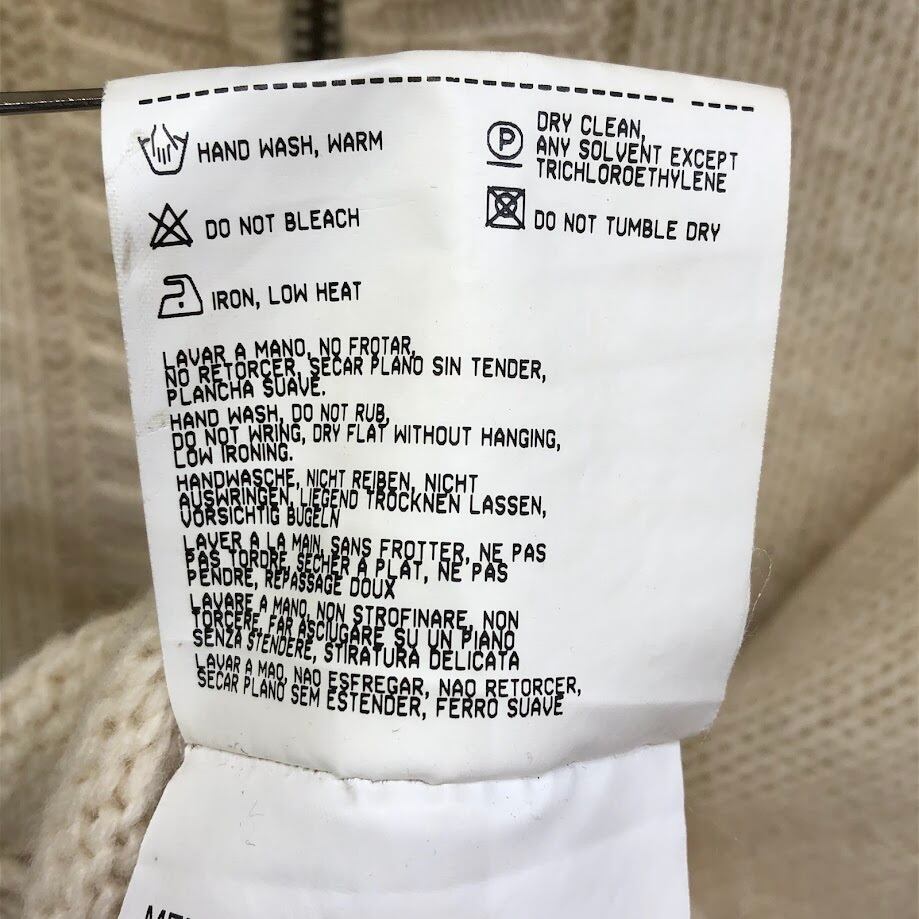 HAND WASH, WARM
DO NOT BLEACH
IRON, LOW HEAT
P
DRY CLEAN,
ANY SOLVENT EXCEPT
TRICHLOROETHYLENE
DO NOT TUMBLE DRY
LAVAR A MANO, NO FROTAR,
NO RETORCER, SECAR PLANO SIN TENDER,
PLANCHA SUAVE.
HAND WASH, DO NOT RUB,
DO NOT WRING, DRY FLAT WITHOUT HANGING,
LOW IRONING.
HANDWASCHE, NICHT REIBEN, NICHT
AUSWRINGEN, LIEGEND TROCKNEN LASSEN,
VORSICHTIG BUGELN
LAVER A LA MAIN, SANS FROTTER, NE PAS
PAS TORDRE, SECHER A PLAT, NE PAS
PENDRE, REPASSAGE DOUX
LAVARE A MANO, NON STROFINARE, NON
TORCERE, FAR ASCIUGARE SU UN PIANO
SENZA STENDERE, STIRATURA DELICATA
LAVAR A MAO, NAO ESFREGAR, NAO RETORCER,
SECAR PLANO SEM ESTENDER, FERRO SUAVE